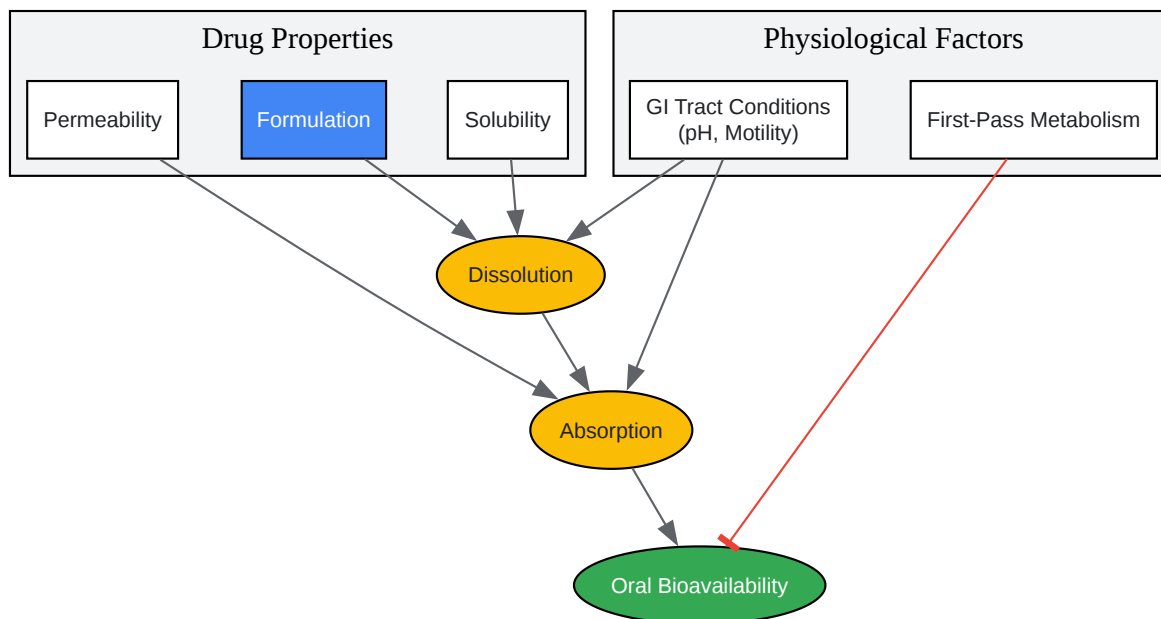 Drug Properties
Physiological Factors
Permeability
Formulation
Solubility
GI Tract Conditions
(pH, Motility)
First-Pass Metabolism
Dissolution
Absorption
Oral Bioavailability